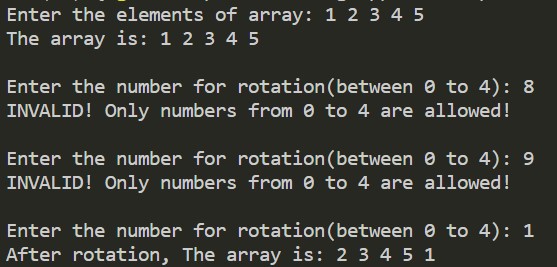 Enter the elements of array: 1 2 3 4 5
The array is: 1 2 3 4 5
Enter the number for rotation(between 0 to 4): 8
INVALID! Only numbers from 0 to 4 are allowed!
Enter the number for rotation(between 0 to 4): 9
INVALID! Only numbers from 0 to 4 are allowed!
Enter the number for rotation(between 0 to 4): 1
After rotation, The array is: 2 3 4 5 1